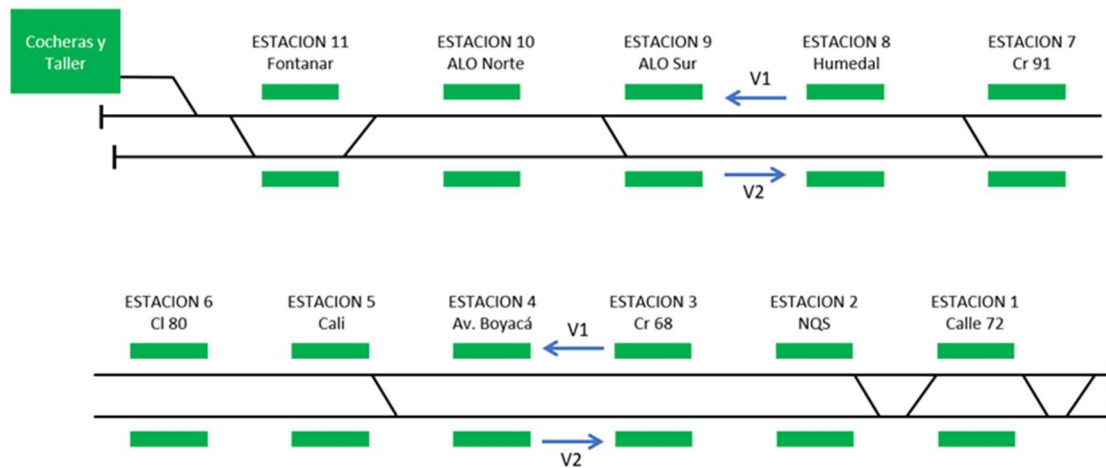 Cocheras y
Taller
ESTACION 11
Fontanar
ESTACION 10
ALO Norte
ESTACION 9
ALO Sur
ESTACION 8
Humedal
ESTACION 7
Cr 91
V1
V2
ESTACION 6
Cl 80
ESTACION 5
Cali
ESTACION 4
Av. Boyacá
ESTACION 3
Cr 68
ESTACION 2
NQS
ESTACION 1
Calle 72
V1
V2